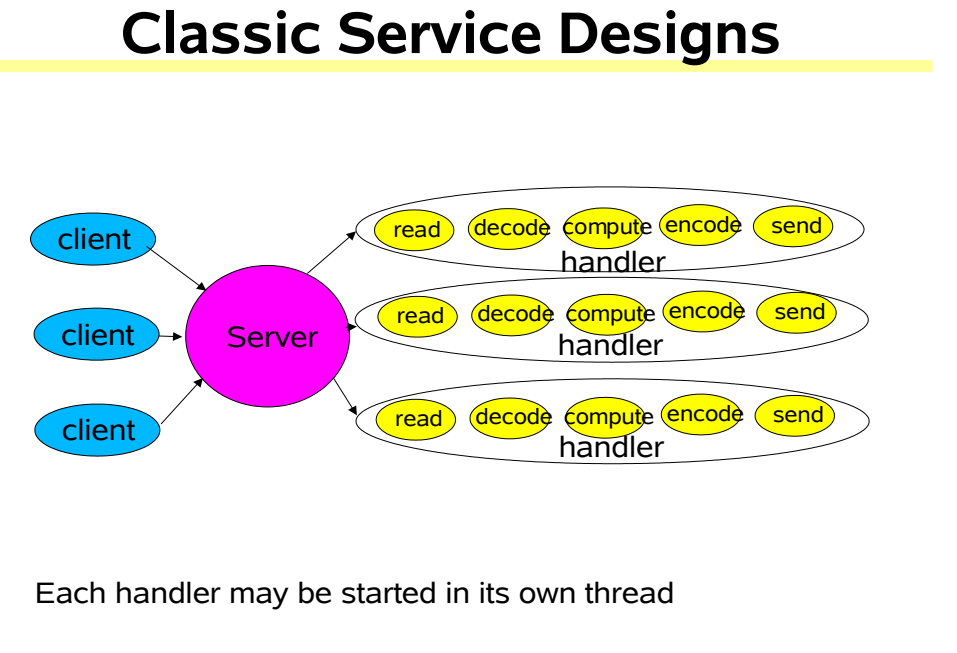 Classic Service Designs
client
client
client
Server
read decode compute encode send
handler
read decode compute encode send
handler
read decode compute encode send
handler
Each handler may be started in its own thread